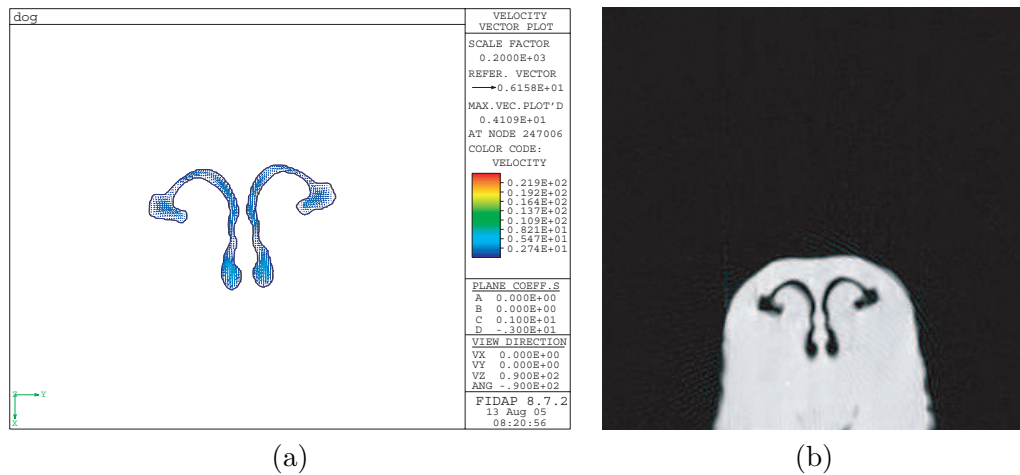 dog
VELOCITY
VECTOR PLOT
SCALE FACTOR
0.2000E+03
REFER. VECTOR
0.6158E+01
MAX.VEC.PLOT'D
0.4109E+01
AT NODE 247006
COLOR CODE:
VELOCITY
0.219E+02
0.192E+02
0.164E+02
0.137E+02
0.109E+02
0.821E+01
0.547E+01
0.274E+01
PLANE COEFF.S
A 0.000E+00
B 0.000E+00
C 0.100E+01
D -.300E+01
VIEW DIRECTION
VX 0.000E+00
VY 0.000E+00
VZ 0.900E+02
ANG -.900E+02
Z Y
X
FIDAP 8.7.2
13 Aug 05
08:20:56
(a)
(b)